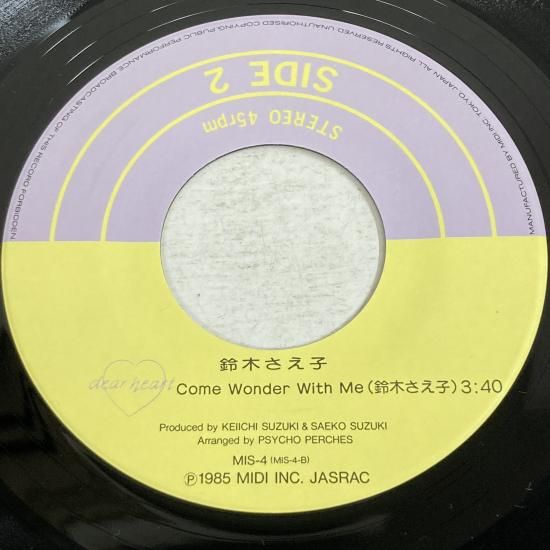 MANUFACTURED BY MIDI INC. TOKYO JAPAN. ALL RIGHTS RESERVED. UNAUTHORISED COPYING PUBLIC PERFORMANCE BROADCASTING OF THIS RECORD FORBIDDEN
SIDE 2
STEREO 45rpm
鈴木さえ子
dear heart
Come Wonder With Me (鈴木さえ子) 3:40
Produced by KEIICHI SUZUKI & SAEKO SUZUKI
Arranged by PSYCHO PERCHES
MIS-4 (MIS-4-B)
Ⓟ1985 MIDI INC. JASRAC